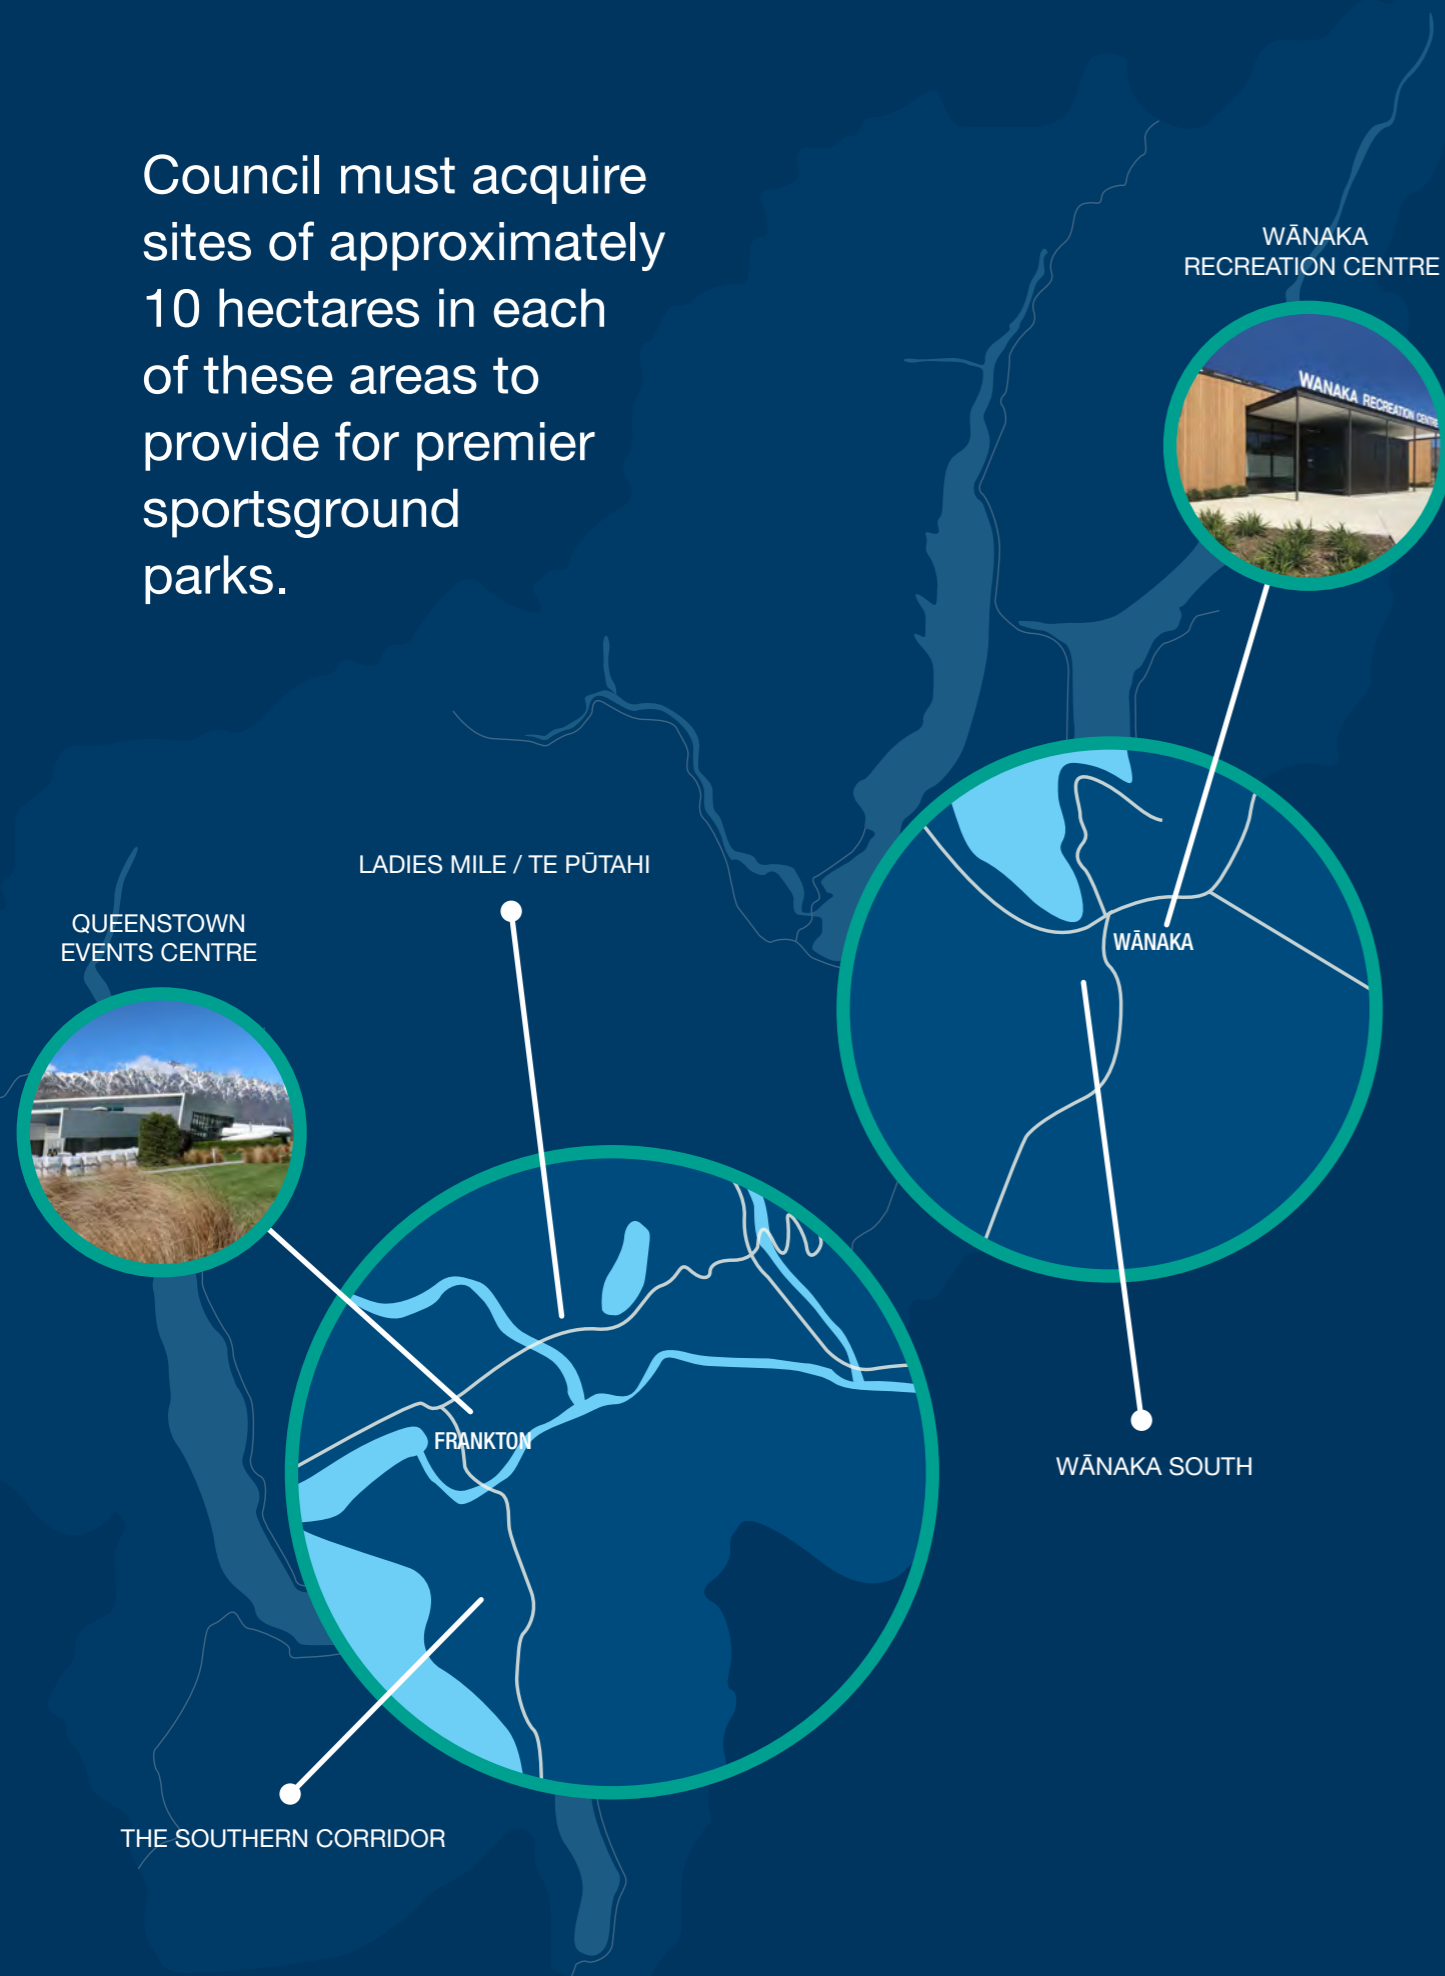 Council must acquire
sites of approximately
10 hectares in each
of these areas to
provide for premier
sportsground
parks.
WĀNAKA
RECREATION CENTRE
WANAKA RECREATION CENTRE
LADIES MILE / TE PŪTAHI
QUEENSTOWN
EVENTS CENTRE
WĀNAKA
FRANKTON
WĀNAKA SOUTH
THE SOUTHERN CORRIDOR